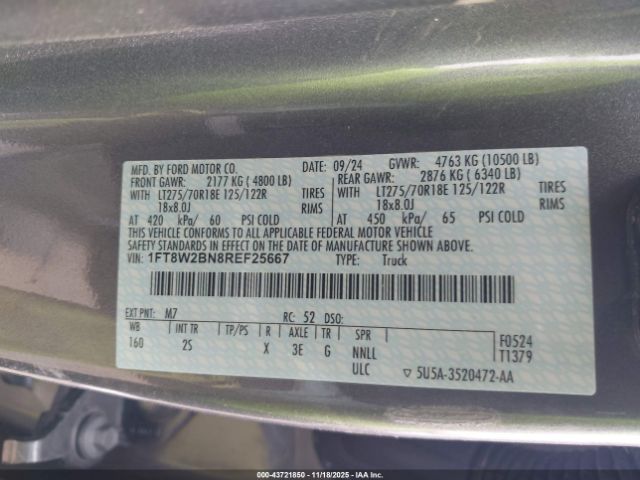 MFD. BY FORD MOTOR CO. DATE: 09/24 GVWR: 4763 KG (10500 LB)
FRONT GAWR: 2177 KG ( 4800 LB) REAR GAWR: 2876 KG ( 6340 LB)
WITH LT275/70R18E 125/122R TIRES WITH LT275/70R18E 125/122R TIRES
18x8.0J RIMS 18x8.0J RIMS
AT 420 kPa/ 60 PSI COLD AT 450 kPa/ 65 PSI COLD
THIS VEHICLE CONFORMS TO ALL APPLICABLE FEDERAL MOTOR VEHICLE
SAFETY STANDARDS IN EFFECT ON THE DATE OF MANUFACTURE SHOWN ABOVE.
VIN: 1FT8W2BN8REF25667 TYPE: Truck
EXT PNT: M7 RC: 52 DSO:
WB INT TR TP/PS R AXLE TR SPR
160 2S X 3E G NNLL
ULC
F0524
T1379
▽ 5U5A-3520472-AA
000-43721850 | 11/18/2025 - Copyright © IAA, Inc.